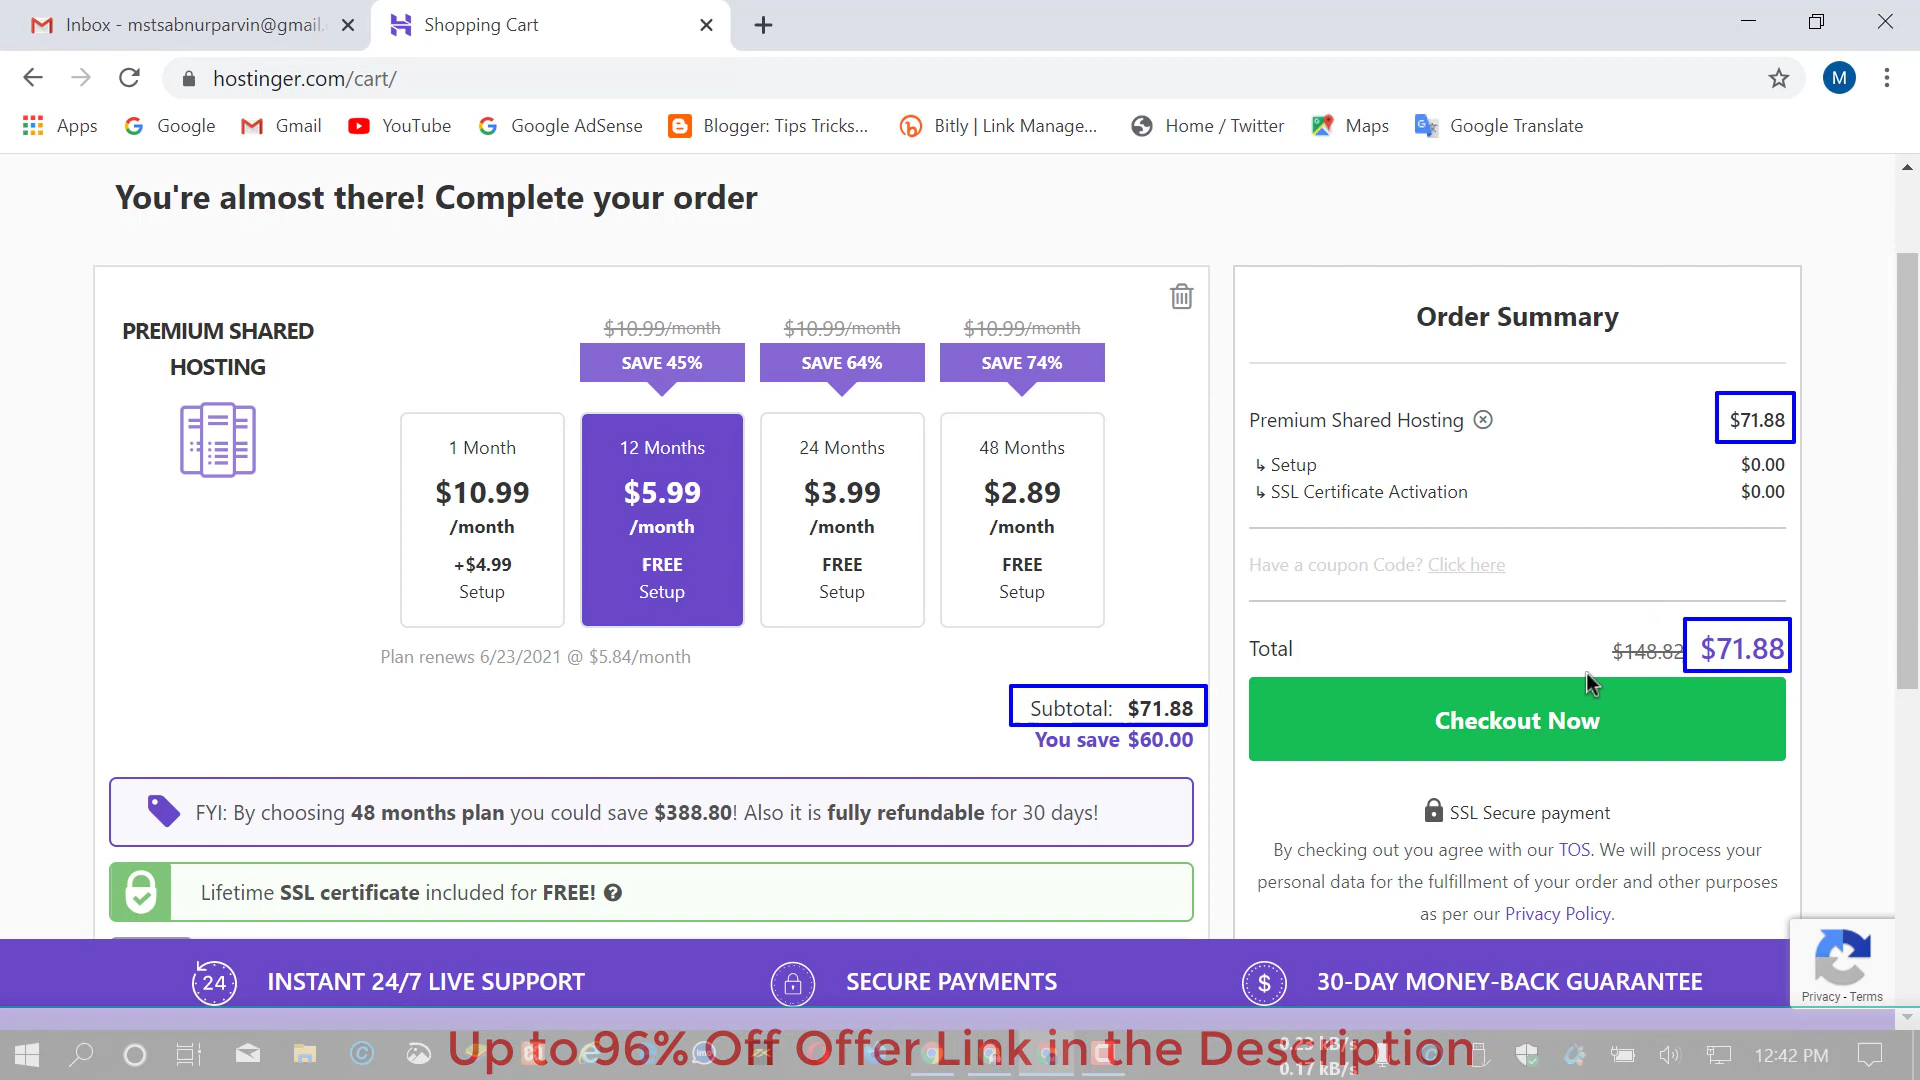 Inbox - mstsabnurparvin@gmail.
Shopping Cart
hostinger.com/cart/
M
Apps
Google
Gmail
YouTube
Google AdSense
Blogger: Tips Tricks...
Bitly | Link Manage...
Home / Twitter
Maps
Google Translate
You're almost there! Complete your order
PREMIUM SHARED
HOSTING
$10.99/month
$10.99/month
$10.99/month
SAVE 45%
SAVE 64%
SAVE 74%
1 Month
$10.99
/month
+$4.99
Setup
12 Months
$5.99
/month
FREE
Setup
24 Months
$3.99
/month
FREE
Setup
48 Months
$2.89
/month
FREE
Setup
Plan renews 6/23/2021 @ $5.84/month
Subtotal: $71.88
You save $60.00
FYI: By choosing 48 months plan you could save $388.80! Also it is fully refundable for 30 days!
Lifetime SSL certificate included for FREE!
Order Summary
Premium Shared Hosting $71.88
↳ Setup $0.00
↳ SSL Certificate Activation $0.00
Have a coupon Code? Click here
Total $148.82 $71.88
Checkout Now
SSL Secure payment
By checking out you agree with our TOS. We will process your
personal data for the fulfillment of your order and other purposes
as per our Privacy Policy.
24
INSTANT 24/7 LIVE SUPPORT
SECURE PAYMENTS
$
30-DAY MONEY-BACK GUARANTEE
Privacy - Terms
Up to 96% Off Offer Link in the Description
0.23 kB/s
0.17 kB/s
12:42 PM